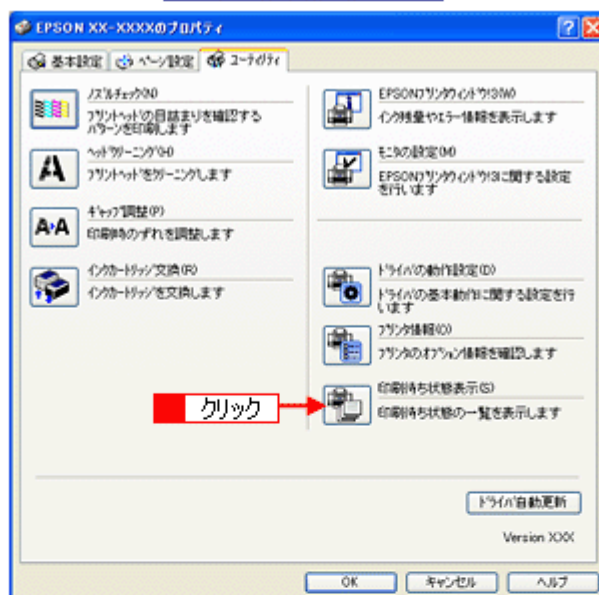 EPSON XX-XXXXのプロパティ
基本設定
ページ設定
ユーティリティ
ノズルチェック(N)
プリントヘッドの目詰まりを確認する
パターンを印刷します
ヘッドクリーニング(H)
プリントヘッドをクリーニングします
ギャップ調整(P)
印刷時のずれを調整します
インクカートリッジ交換(R)
インクカートリッジを交換します
EPSONプリンタウィンドウ!3(W)
インク残量やエラー情報を表示します
モニタの設定(M)
EPSONプリンタウィンドウ!3に関する設定
を行います
ドライバの動作設定(D)
ドライバの基本動作に関する設定を行
います
プリンタ情報(O)
プリンタのオプション情報を確認します
印刷待ち状態表示(S)
印刷待ち状態の一覧を表示します
クリック
ドライバ自動更新
Version XXX
OK
キャンセル
ヘルプ